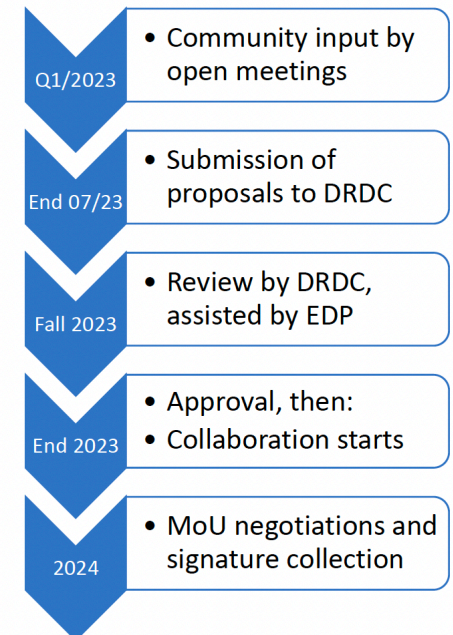 Q1/2023
• Community input by
open meetings
End 07/23
• Submission of
proposals to DRDC
Fall 2023
• Review by DRDC,
assisted by EDP
End 2023
• Approval, then:
• Collaboration starts
2024
• MoU negotiations and
signature collection